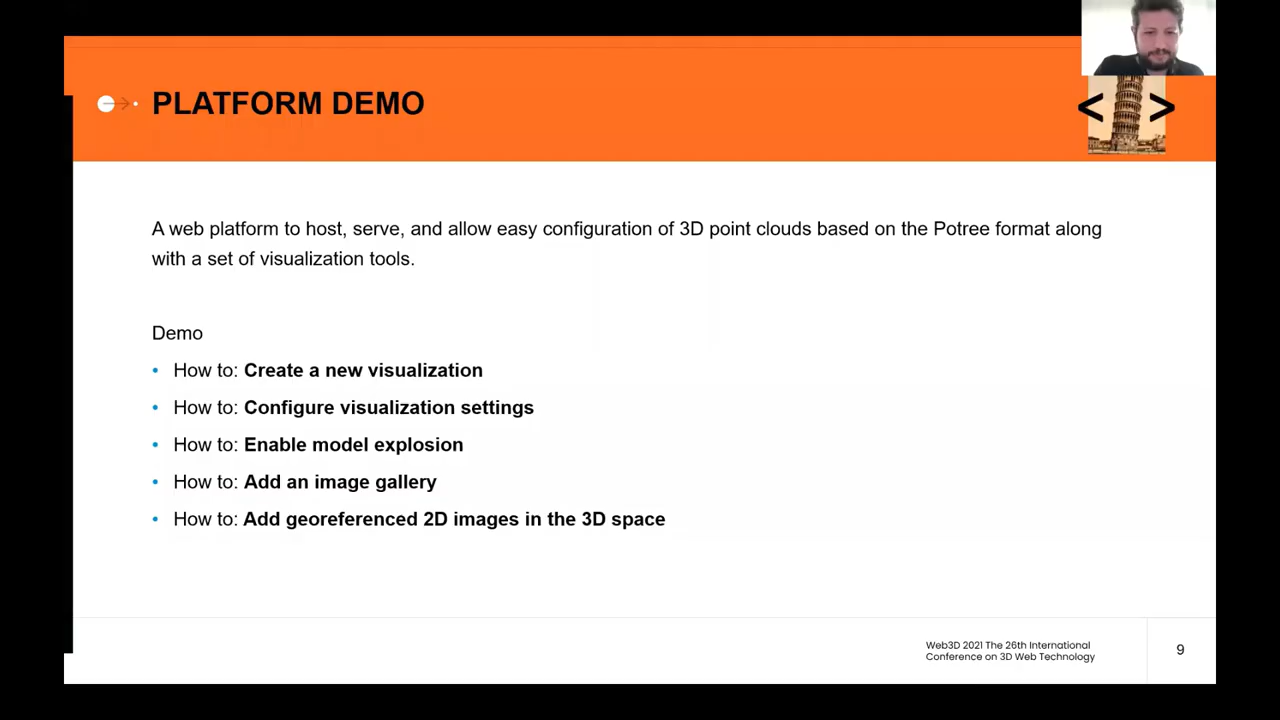 PLATFORM DEMO
< >
A web platform to host, serve, and allow easy configuration of 3D point clouds based on the Potree format along
with a set of visualization tools.
Demo
• How to: Create a new visualization
• How to: Configure visualization settings
• How to: Enable model explosion
• How to: Add an image gallery
• How to: Add georeferenced 2D images in the 3D space
Web3D 2021 The 26th International
Conference on 3D Web Technology
9